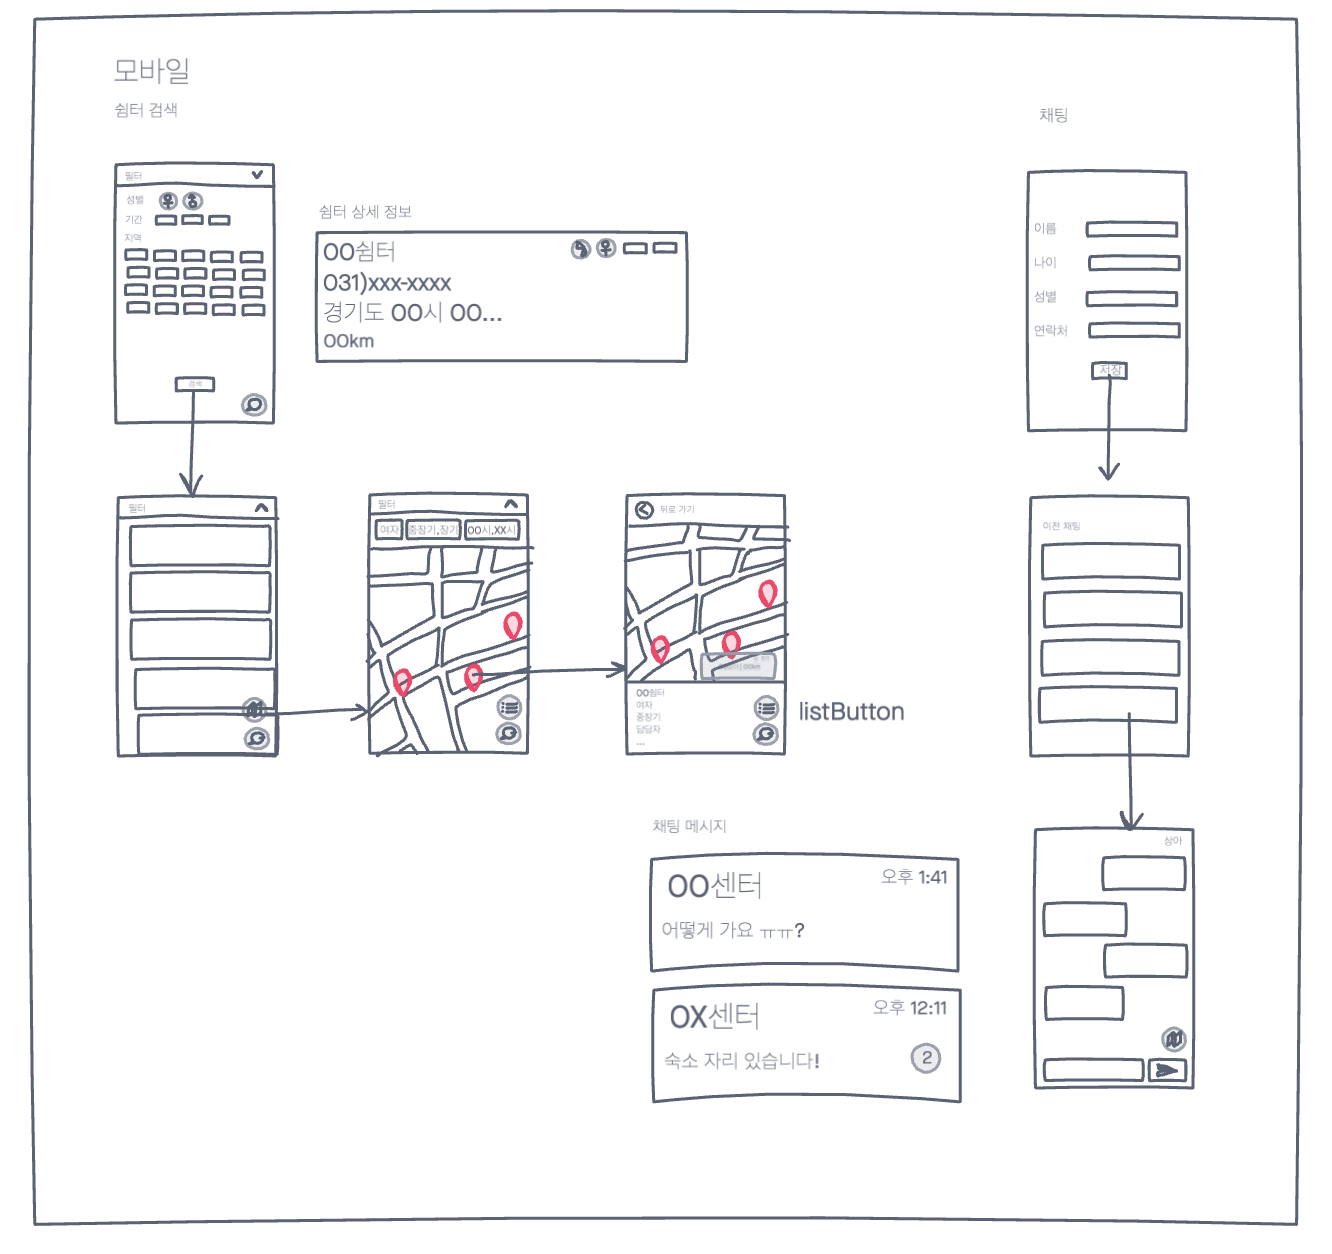 모바일
쉼터 검색
필터
성별
기간
지역
검색
쉼터 상세 정보
OO쉼터
031)xxx-xxxx
경기도 OO시 OO...
OOkm
필터
필터
여자
중장기,장기
OO시,XX시
뒤로 가기
OOkm
OO쉼터
여자
중장기
담당자
...
listButton
채팅 메시지
OO센터
오후 1:41
어떻게 가요 ㅠㅠ?
OX센터
오후 12:11
숙소 자리 있습니다!
2
채팅
이름
나이
성별
연락처
저장
이전 채팅
상아